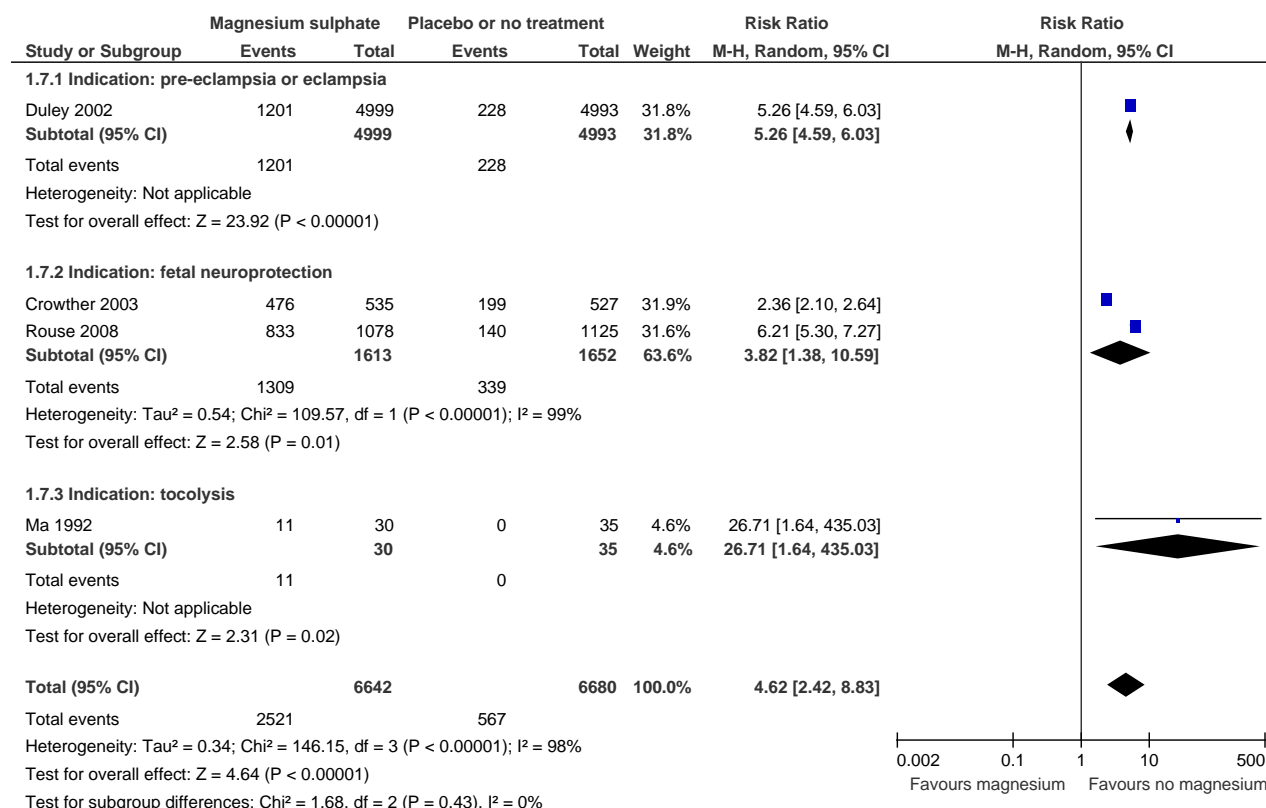 Magnesium sulphate Placebo or no treatment Risk Ratio Risk Ratio
Study or Subgroup Events Total Events Total Weight M-H, Random, 95% CI M-H, Random, 95% CI
1.7.1 Indication: pre-eclampsia or eclampsia
Duley 2002 1201 4999 228 4993 31.8% 5.26 [4.59, 6.03]
Subtotal (95% CI) 4999 4993 31.8% 5.26 [4.59, 6.03]
Total events 1201 228
Heterogeneity: Not applicable
Test for overall effect: Z = 23.92 (P < 0.00001)
1.7.2 Indication: fetal neuroprotection
Crowther 2003 476 535 199 527 31.9% 2.36 [2.10, 2.64]
Rouse 2008 833 1078 140 1125 31.6% 6.21 [5.30, 7.27]
Subtotal (95% CI) 1613 1652 63.6% 3.82 [1.38, 10.59]
Total events 1309 339
Heterogeneity: Tau² = 0.54; Chi² = 109.57, df = 1 (P < 0.00001); I² = 99%
Test for overall effect: Z = 2.58 (P = 0.01)
1.7.3 Indication: tocolysis
Ma 1992 11 30 0 35 4.6% 26.71 [1.64, 435.03]
Subtotal (95% CI) 30 35 4.6% 26.71 [1.64, 435.03]
Total events 11 0
Heterogeneity: Not applicable
Test for overall effect: Z = 2.31 (P = 0.02)
Total (95% CI) 6642 6680 100.0% 4.62 [2.42, 8.83]
Total events 2521 567
Heterogeneity: Tau² = 0.34; Chi² = 146.15, df = 3 (P < 0.00001); I² = 98%
Test for overall effect: Z = 4.64 (P < 0.00001)
Test for subgroup differences: Chi² = 1.68, df = 2 (P = 0.43), I² = 0%
0.002 0.1 1 10 500
Favours magnesium Favours no magnesium